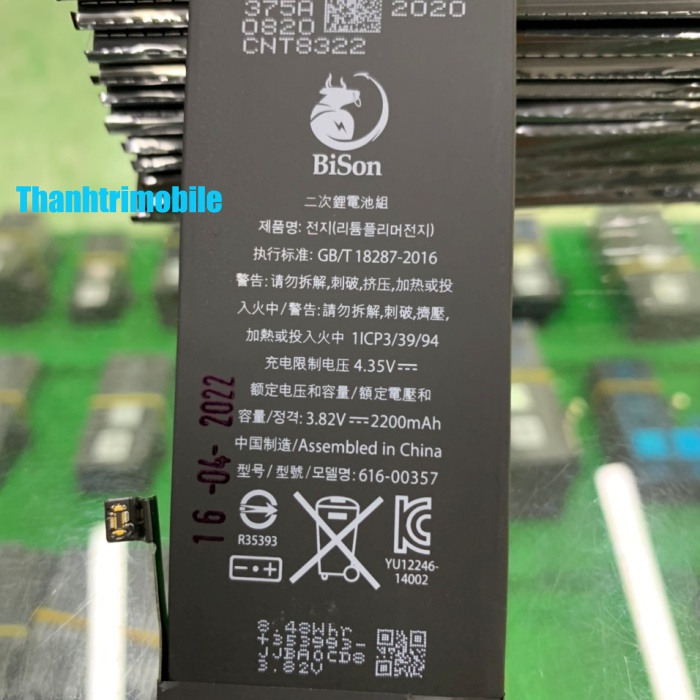 375A
0820
CNT8322
2020
BiSon
Thanhtrimobile
二次鋰電池組
제품명: 전지(리튬폴리머전지)
执行标准: GB/T 18287-2016
警告: 请勿拆解,刺破,挤压,加热或投
入火中/警告:請勿拆解,刺破,擠壓,
加熱或投入火中 1ICP3/39/94
充电限制电压 4.35V⎓
额定电压和容量/額定電壓和
容量/정격: 3.82V⎓2200mAh
中国制造/Assembled in China
型号/型號/모델명: 616-00357
16-04-2022
R35393
YU12246-
14002
8.48Whr
+353993-
JJBA0CD8
3.82V